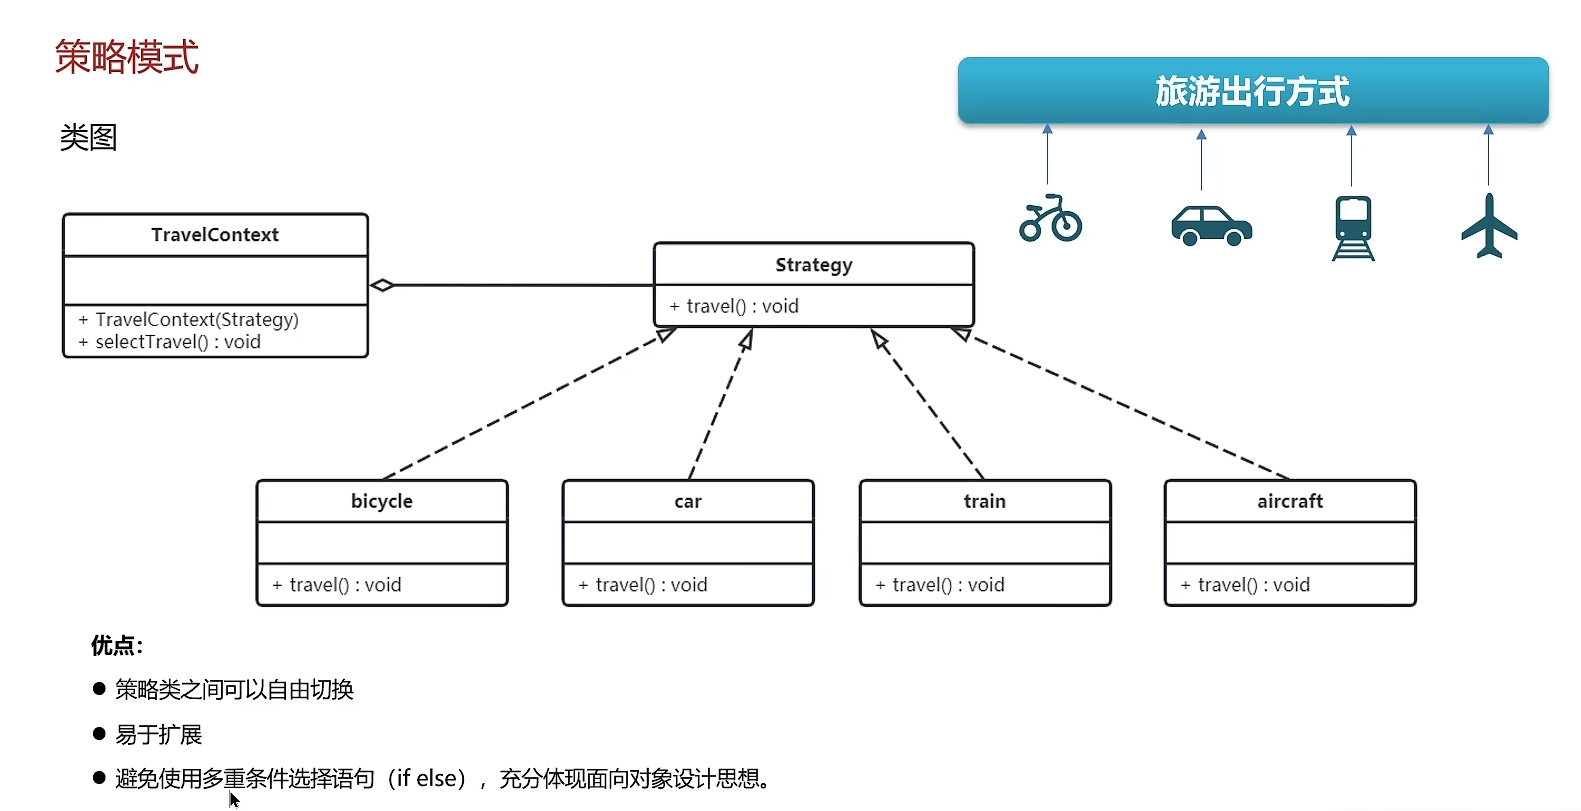 策略模式
旅游出行方式
类图
TravelContext
+ TravelContext(Strategy)
+ selectTravel() : void
Strategy
+ travel() : void
bicycle
+ travel() : void
car
+ travel() : void
train
+ travel() : void
aircraft
+ travel() : void
优点：
● 策略类之间可以自由切换
● 易于扩展
● 避免使用多重条件选择语句（if else），充分体现面向对象设计思想。